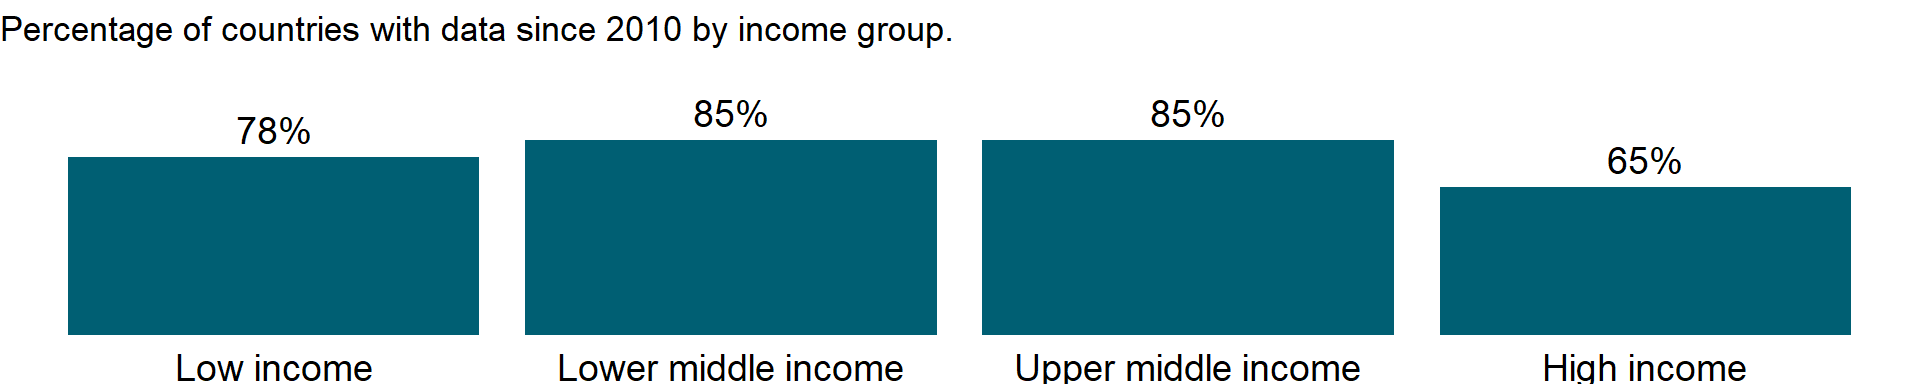 Percentage of countries with data since 2010 by income group.
78%
85%
85%
65%
Low income
Lower middle income
Upper middle income
High income